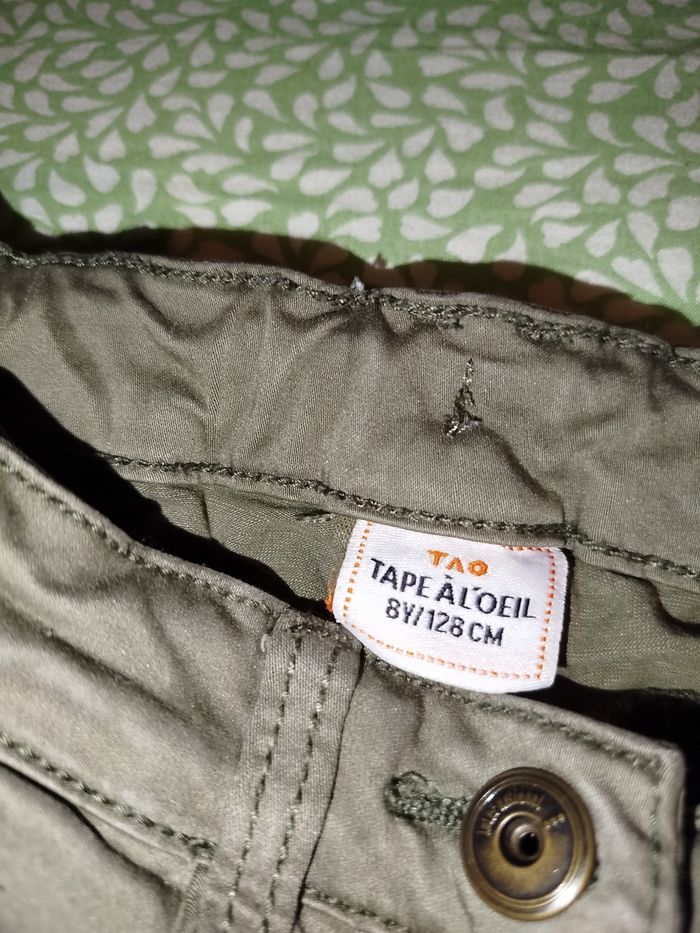 TAO
TAPE À L'OEIL
8Y/128 CM